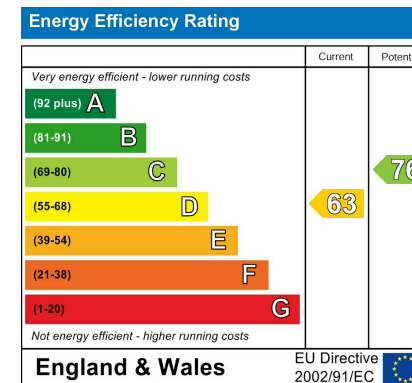 Energy Efficiency Rating
Current Potent
Very energy efficient - lower running costs
(92 plus) A
(81-91) B
(69-80) C 76
(55-68) D 63
(39-54) E
(21-38) F
(1-20) G
Not energy efficient - higher running costs
England & Wales EU Directive
2002/91/EC